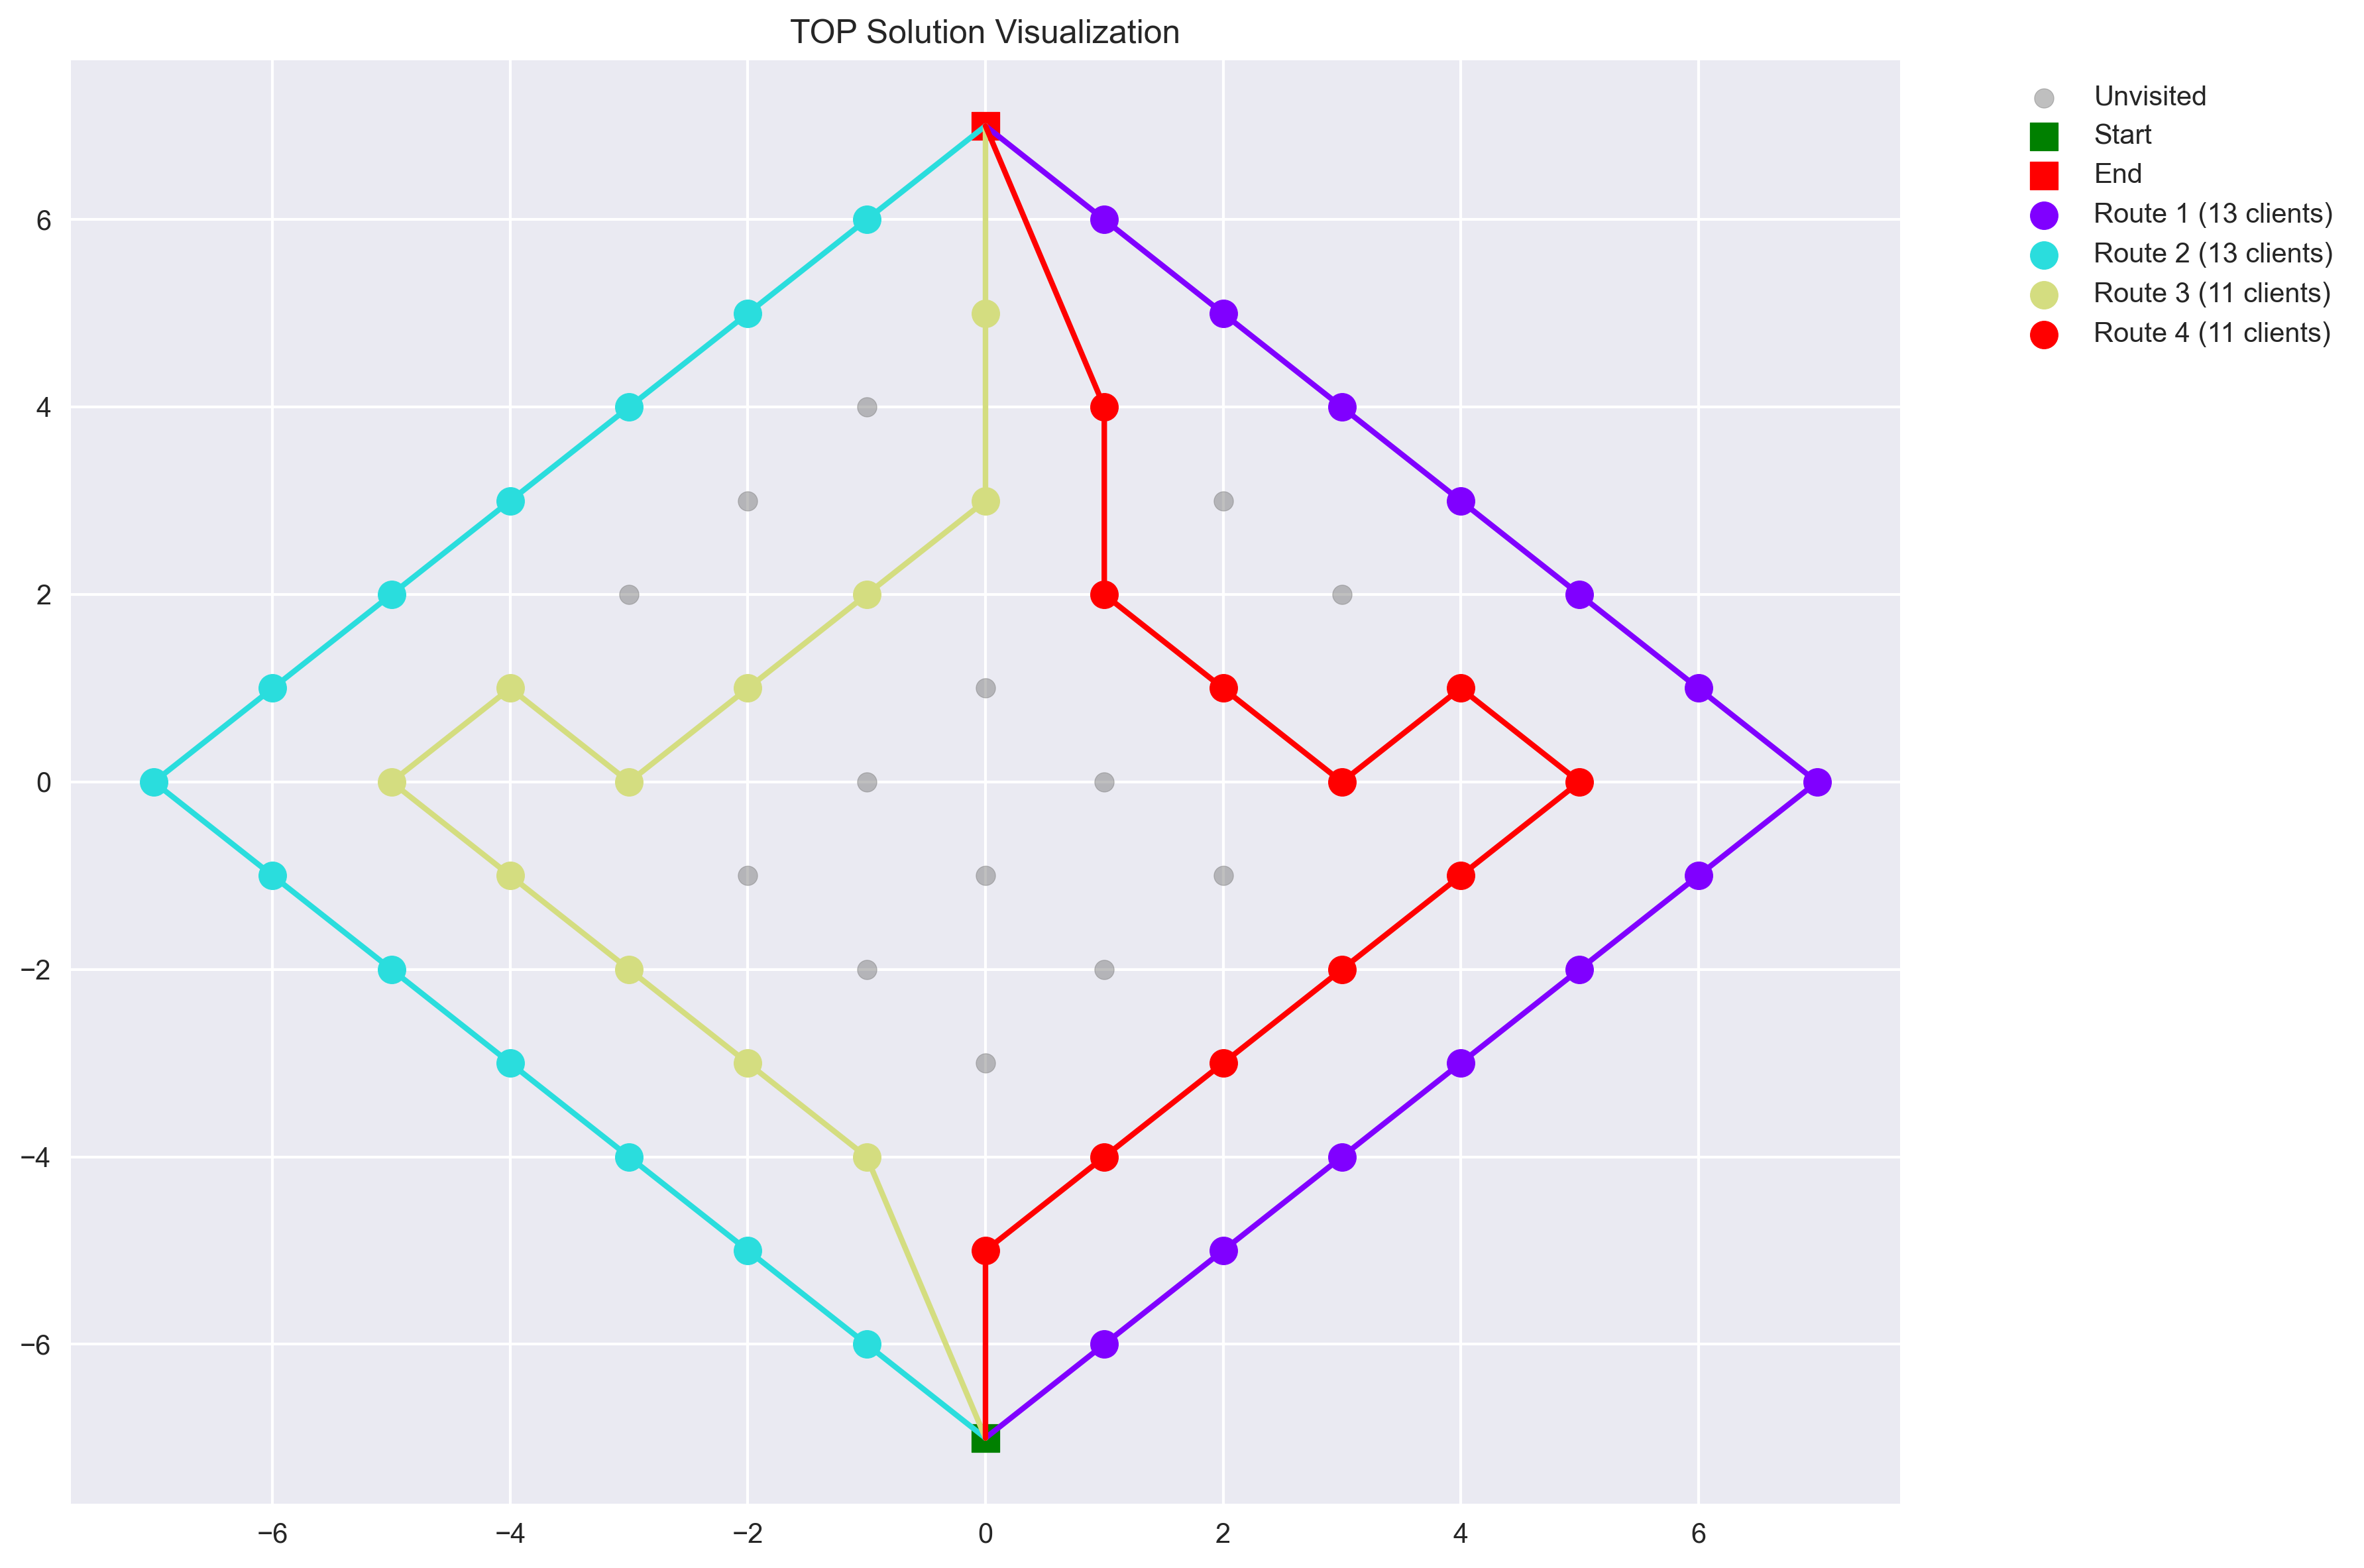 TOP Solution Visualization
Unvisited
Start
End
Route 1 (13 clients)
Route 2 (13 clients)
Route 3 (11 clients)
Route 4 (11 clients)
6
4
2
0
−2
−4
−6
−6
−4
−2
0
2
4
6